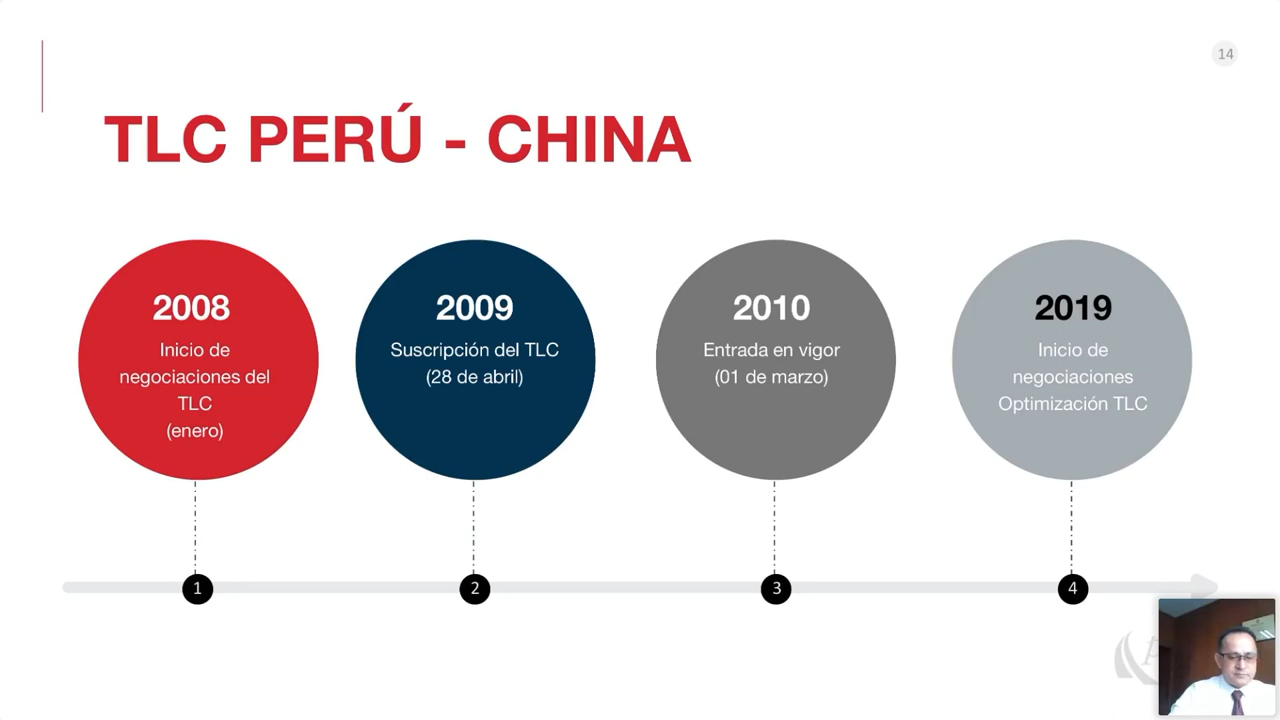 14
TLC PERÚ - CHINA
2008
Inicio de
negociaciones del
TLC
(enero)
2009
Suscripción del TLC
(28 de abril)
2010
Entrada en vigor
(01 de marzo)
2019
Inicio de
negociaciones
Optimización TLC
1
2
3
4